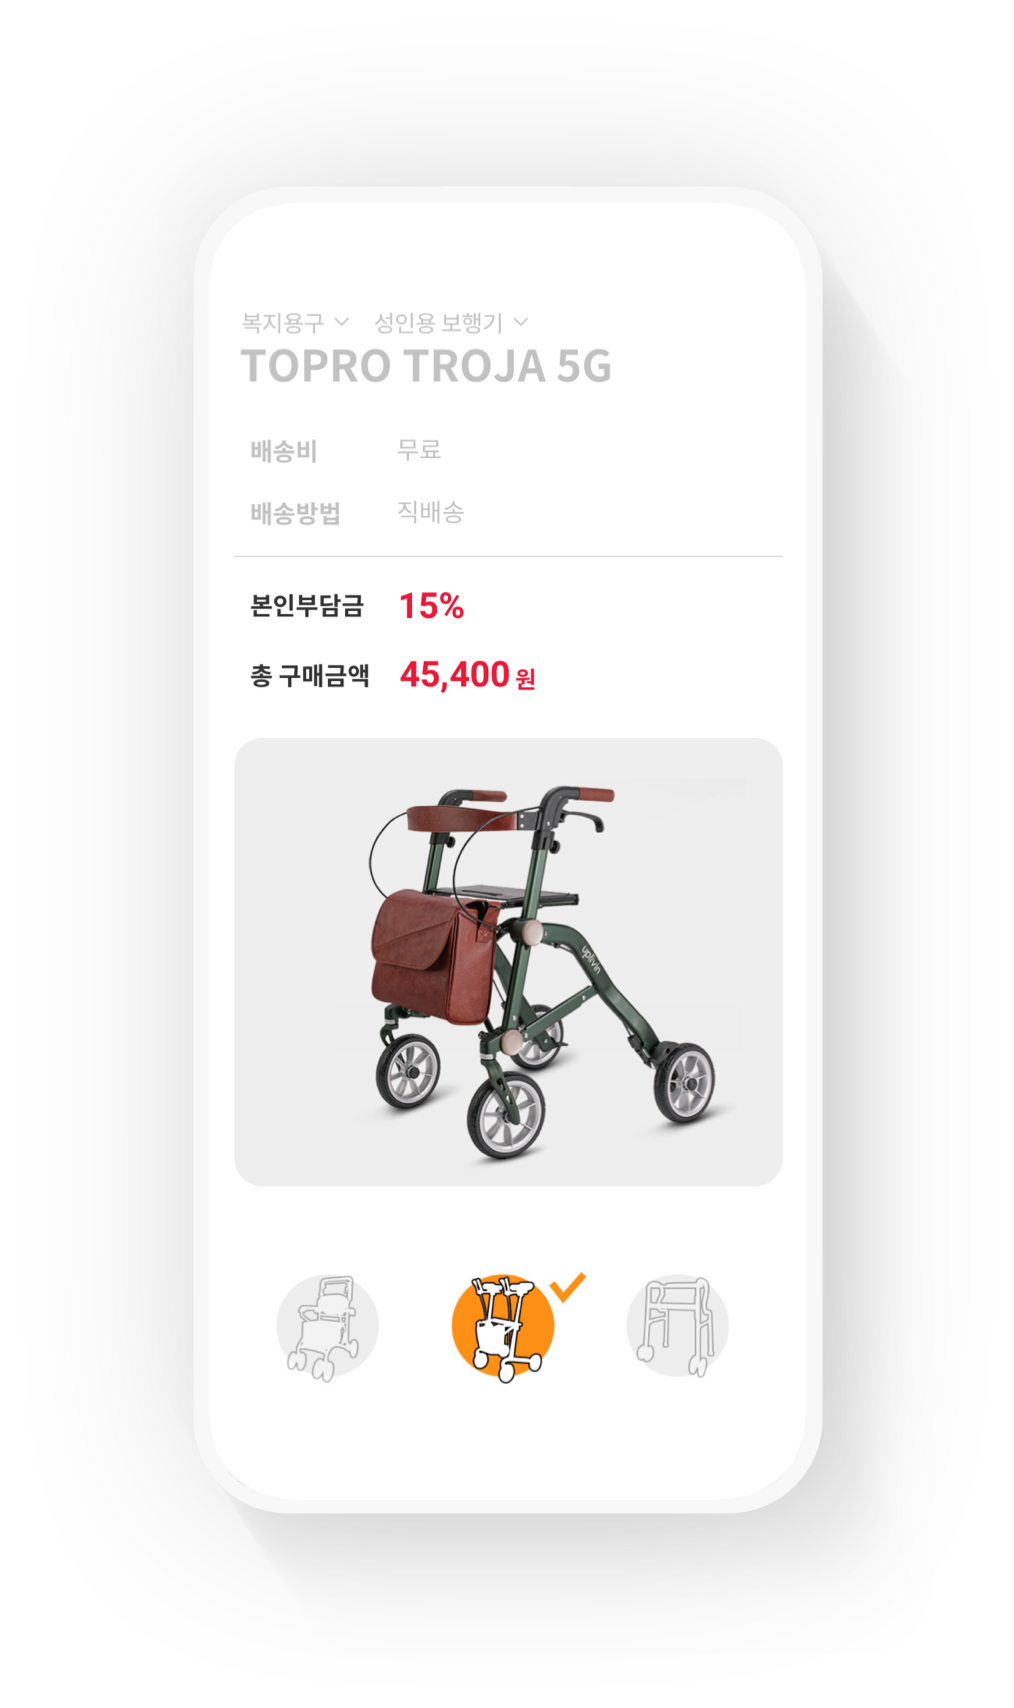 복지용구 성인용 보행기
TOPRO TROJA 5G
배송비 무료
배송방법 직배송
본인부담금 15%
총 구매금액 45,400 원
uplivin